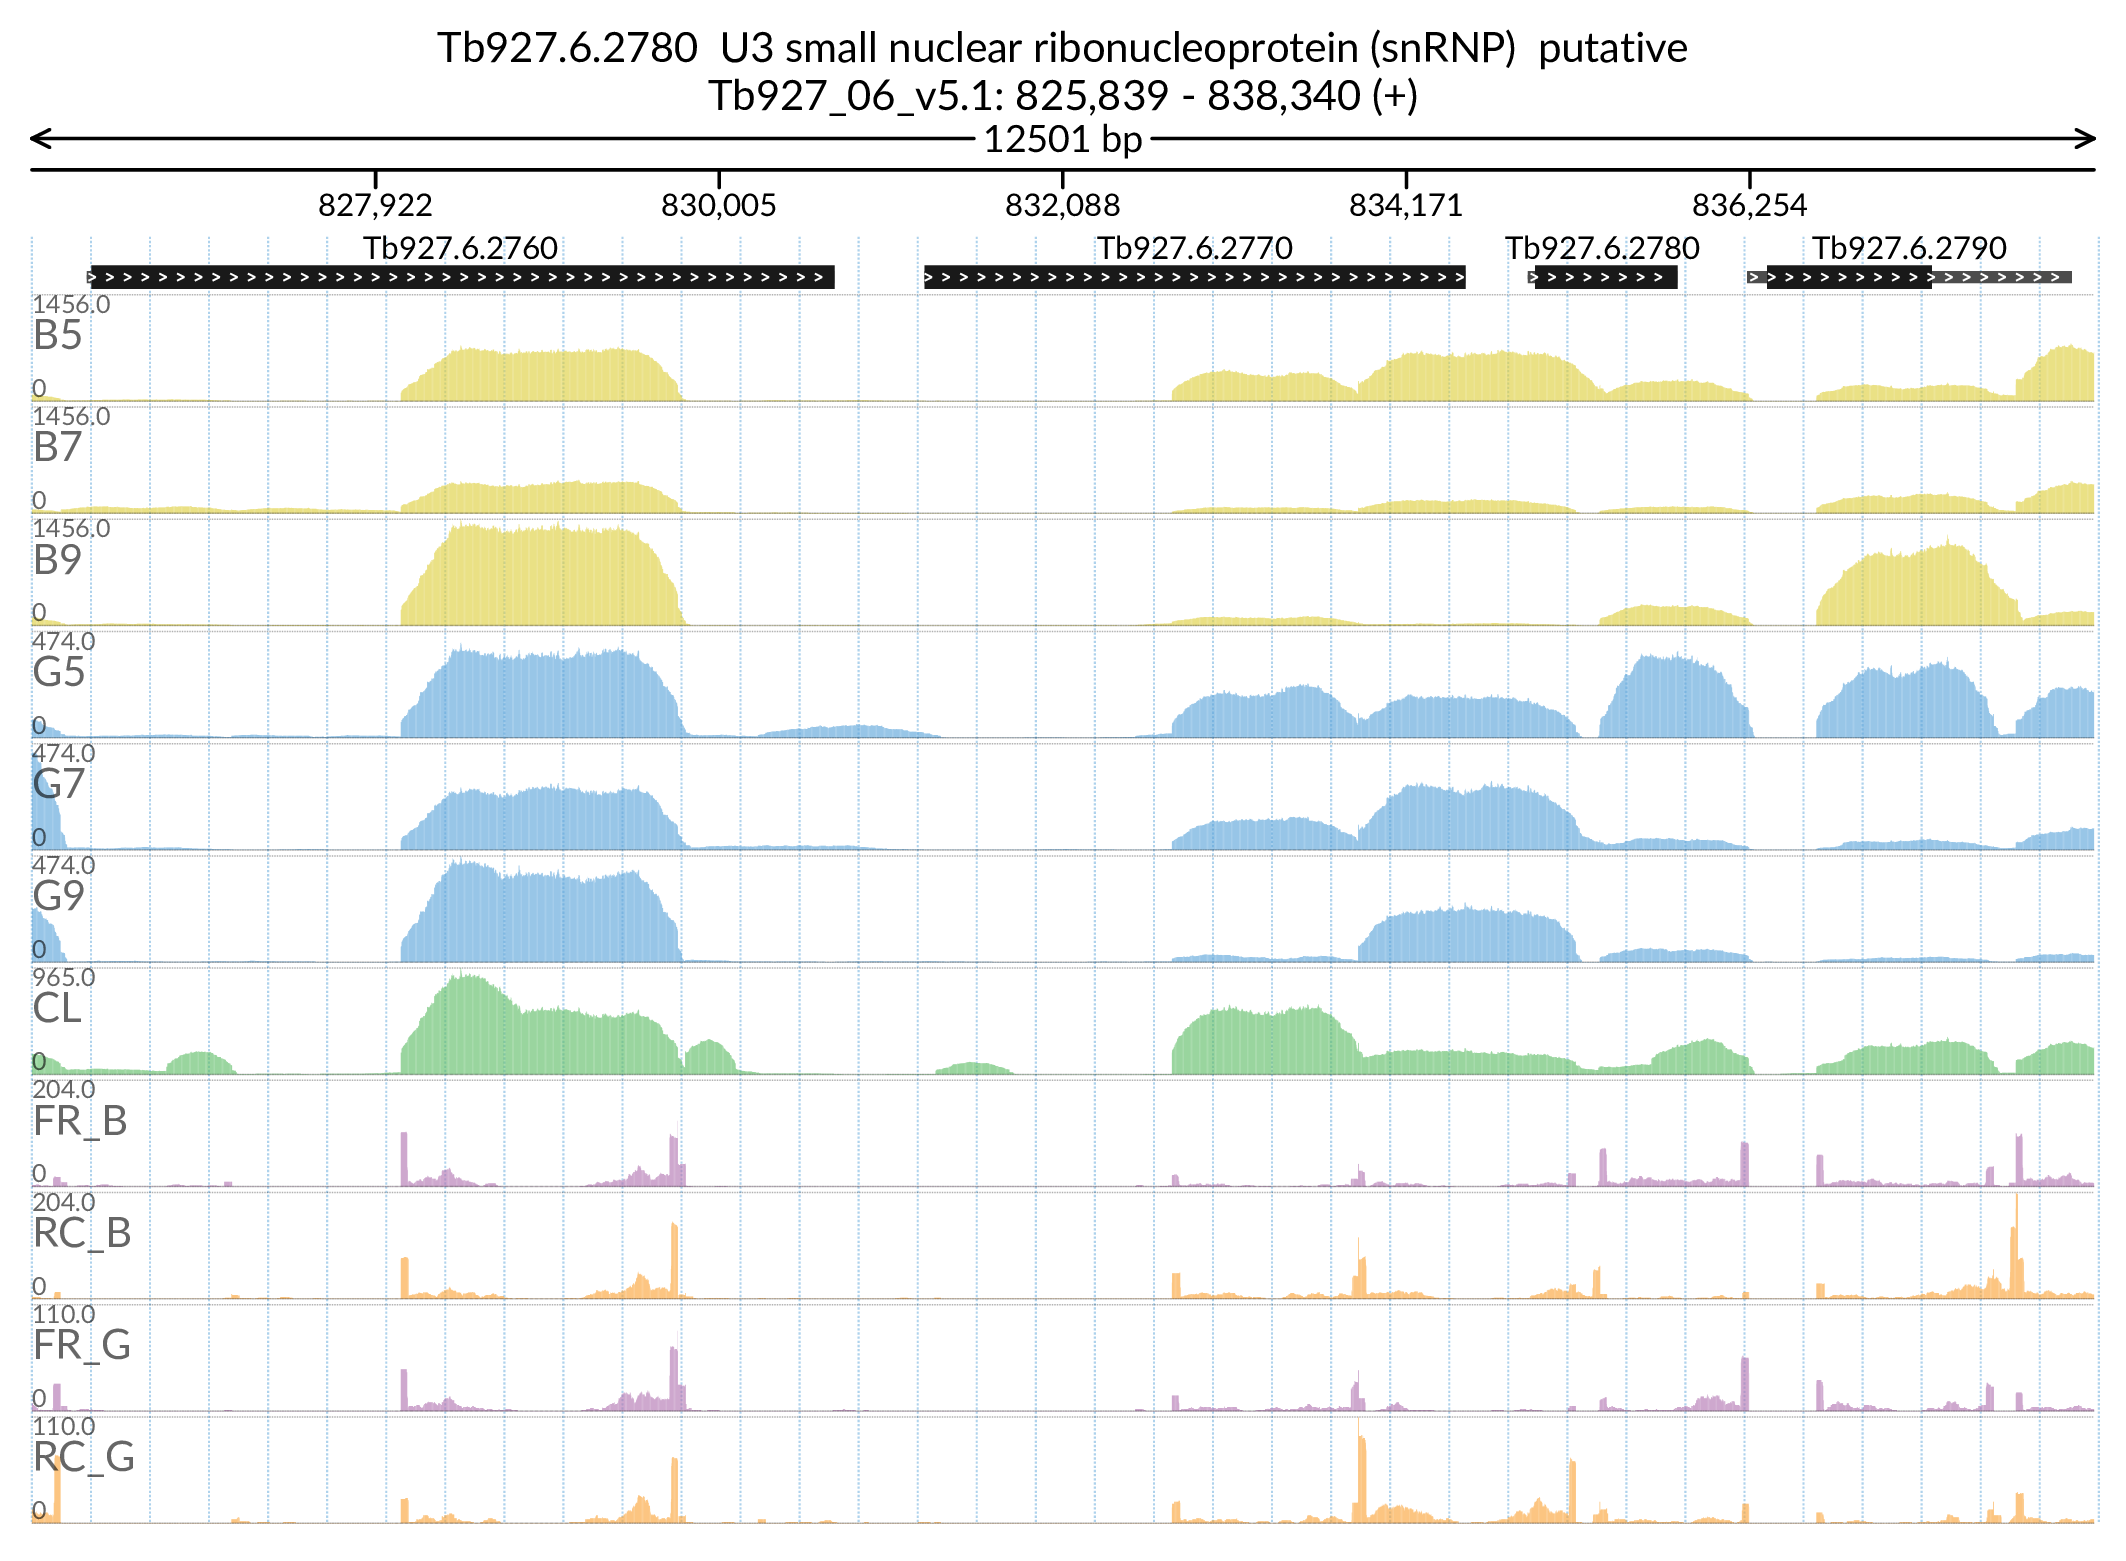 Tb927.6.2780  U3 small nuclear ribonucleoprotein (snRNP)  putative
Tb927_06_v5.1: 825,839 - 838,340 (+)
12501 bp
827,922 830,005 832,088 834,171 836,254
Tb927.6.2760 Tb927.6.2770 Tb927.6.2780 Tb927.6.2790
1456.0
B5
0
1456.0
B7
0
1456.0
B9
0
474.0
G5
0
474.0
G7
0
474.0
G9
0
965.0
CL
0
204.0
FR_B
0
204.0
RC_B
0
110.0
FR_G
0
110.0
RC_G
0